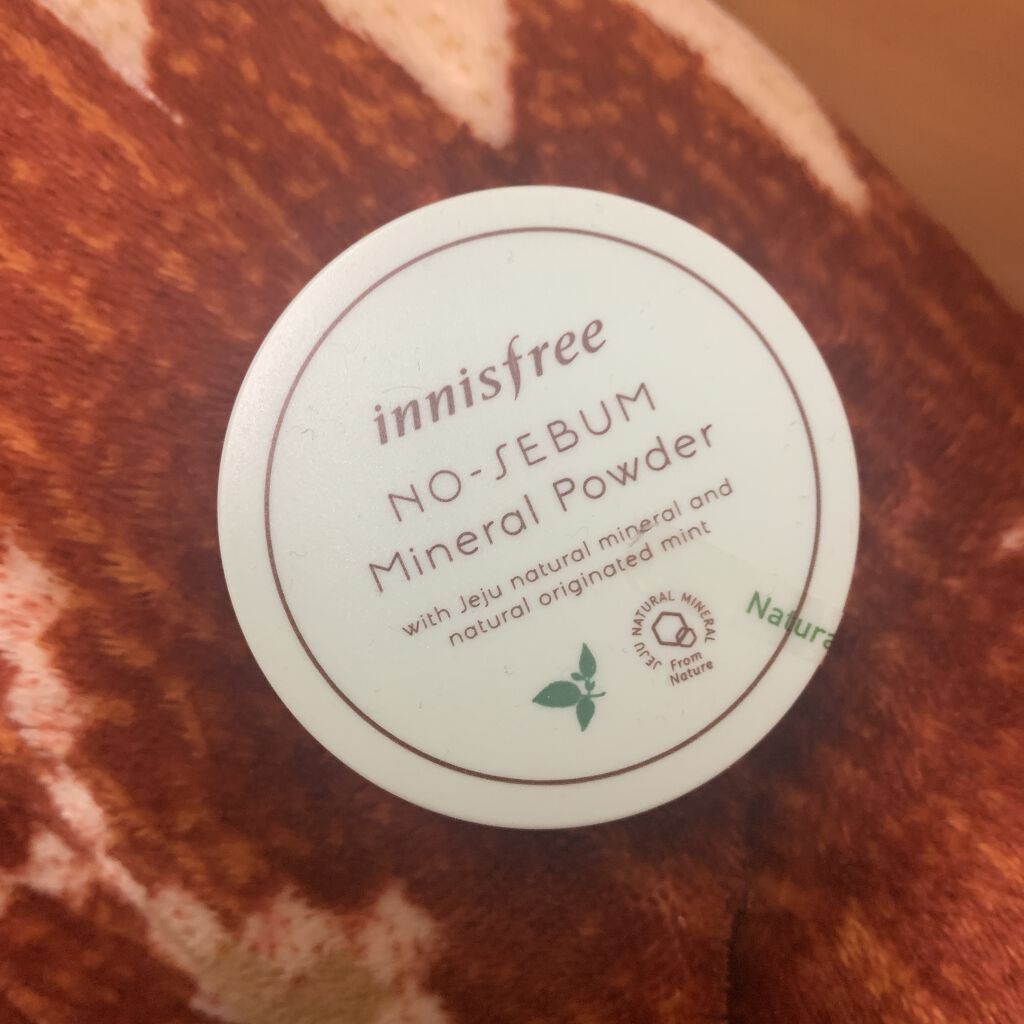 innisfree
NO-SEBUM
Mineral Powder
with Jeju natural mineral and
natural originated mint
JEJU NATURAL MINERAL
From
Nature
Natura